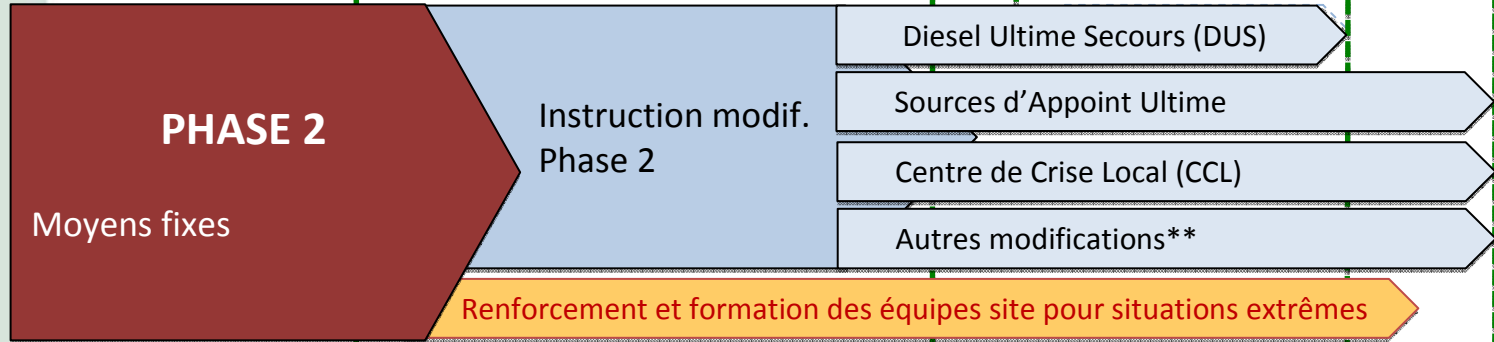 PHASE 2
Moyens fixes
Instruction modif.
Phase 2
Diesel Ultime Secours (DUS)
Sources d’Appoint Ultime
Centre de Crise Local (CCL)
Autres modifications**
Renforcement et formation des équipes site pour situations extrêmes